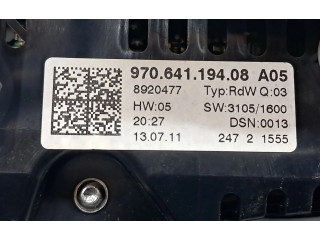 970.641.194.08 A05
8920477 Typ:RdW Q:03
HW:05 SW:3105/1600
20:27 DSN:0013
13.07.11 247 2 1555